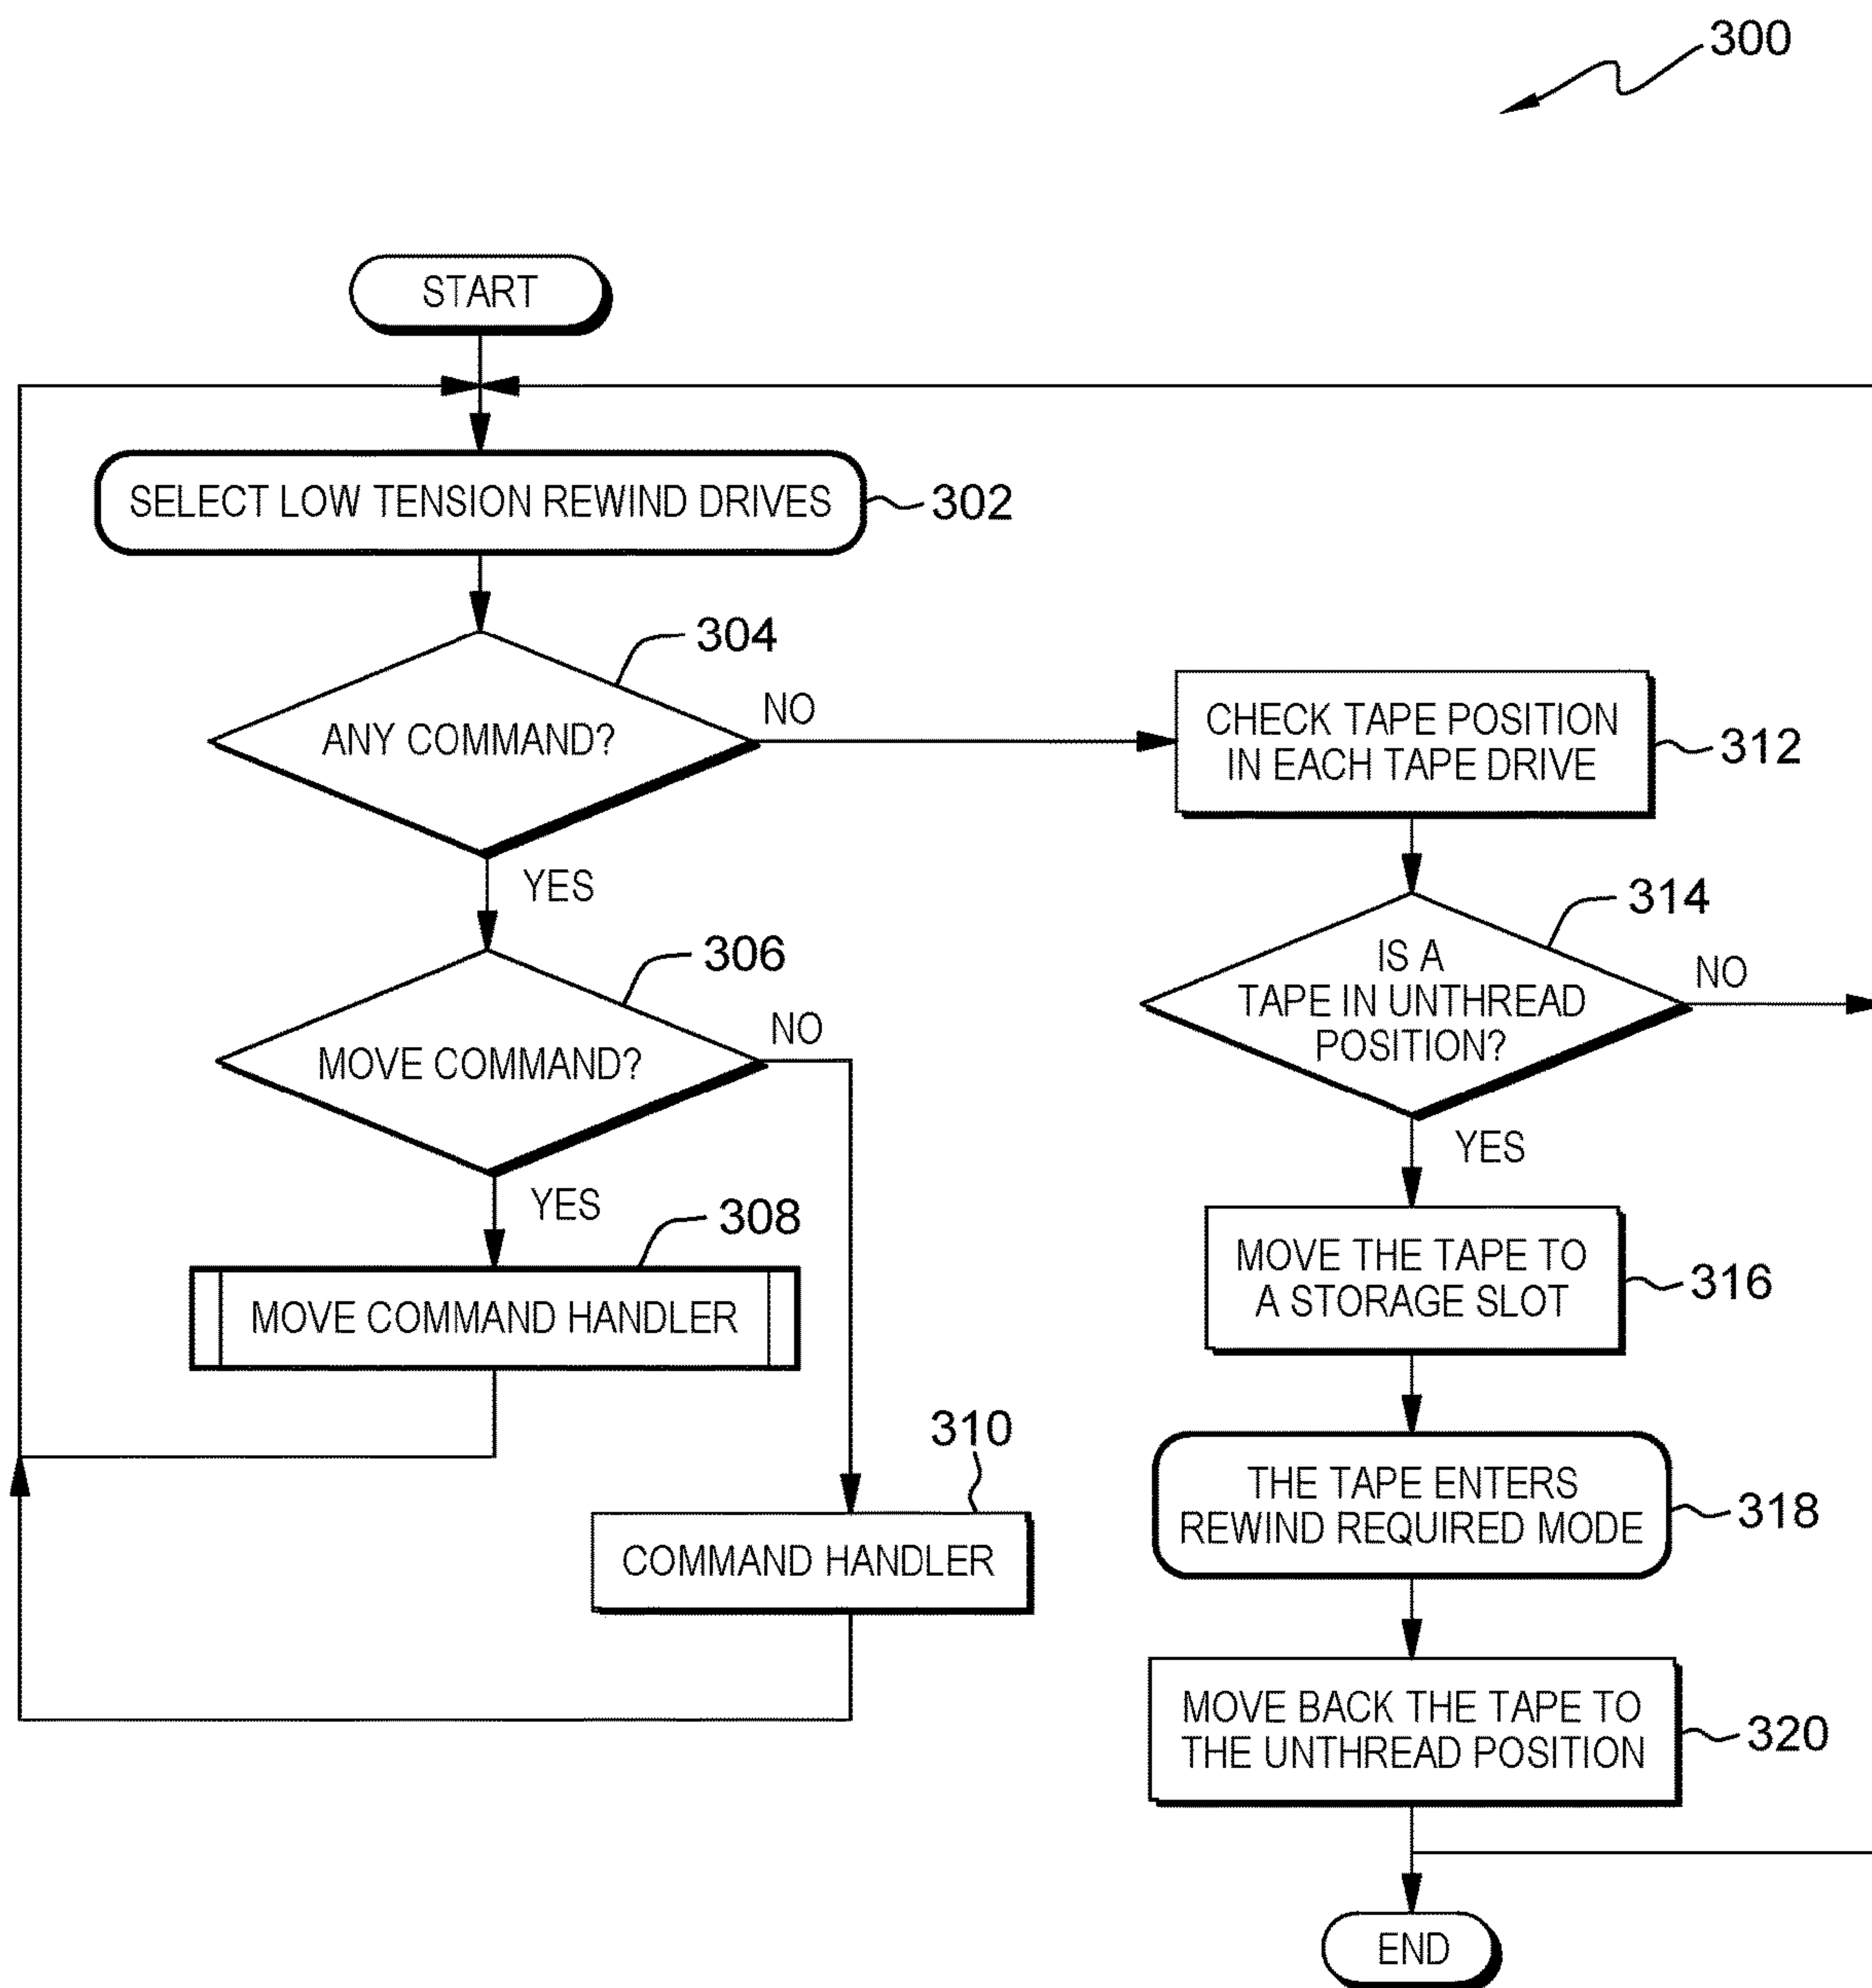 300
START
SELECT LOW TENSION REWIND DRIVES
302
304
ANY COMMAND?
NO
YES
306
MOVE COMMAND?
NO
YES
308
MOVE COMMAND HANDLER
310
COMMAND HANDLER
CHECK TAPE POSITION
IN EACH TAPE DRIVE
312
314
IS A
TAPE IN UNTHREAD
POSITION?
NO
YES
MOVE THE TAPE TO
A STORAGE SLOT
316
THE TAPE ENTERS
REWIND REQUIRED MODE
318
MOVE BACK THE TAPE TO
THE UNTHREAD POSITION
320
END